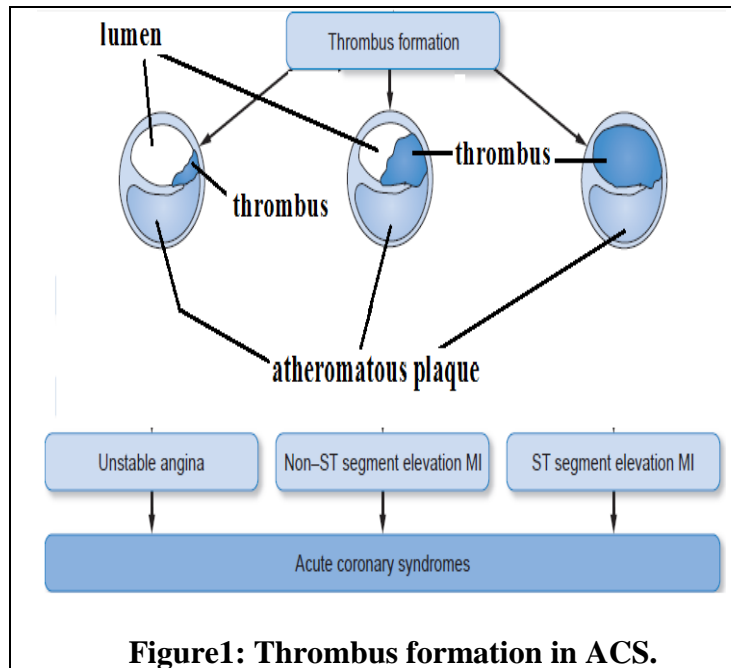 lumen
Thrombus formation
thrombus
thrombus
atheromatous plaque
Unstable angina
Non–ST segment elevation MI
ST segment elevation MI
Acute coronary syndromes
Figure1: Thrombus formation in ACS.